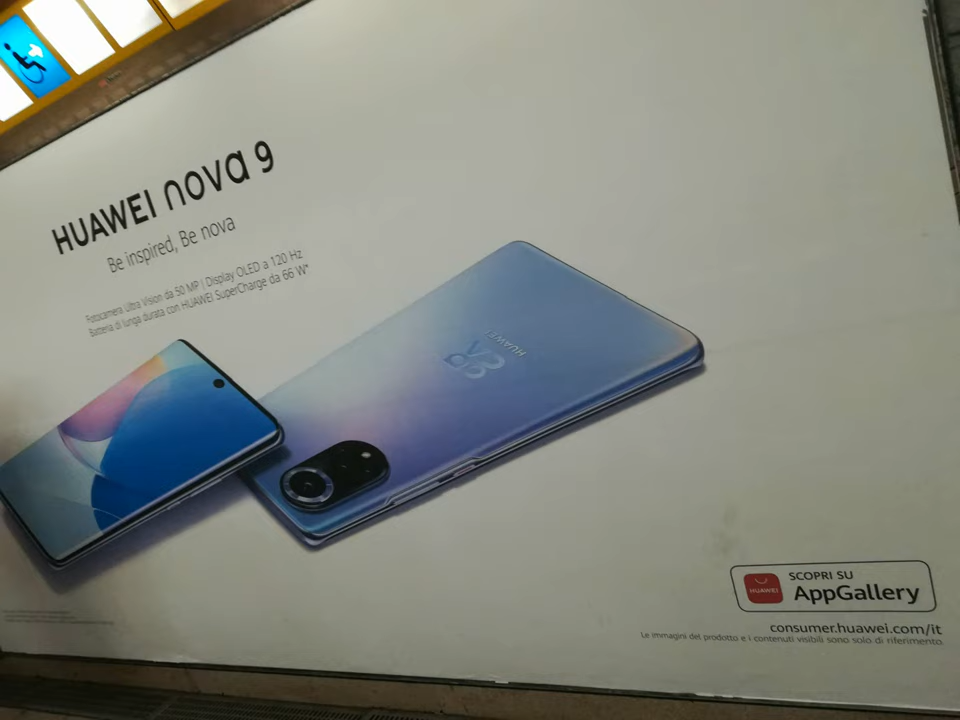 HUAWEI nova 9
Be inspired, Be nova
Fotocamera Ultra Vision da 50 MP | Display OLED a 120 Hz
Batteria di lunga durata con HUAWEI SuperCharge da 66 W*
HUAWEI
HUAWEI
SCOPRI SU
AppGallery
consumer.huawei.com/it
Le immagini del prodotto e i contenuti visibili sono solo di riferimento.